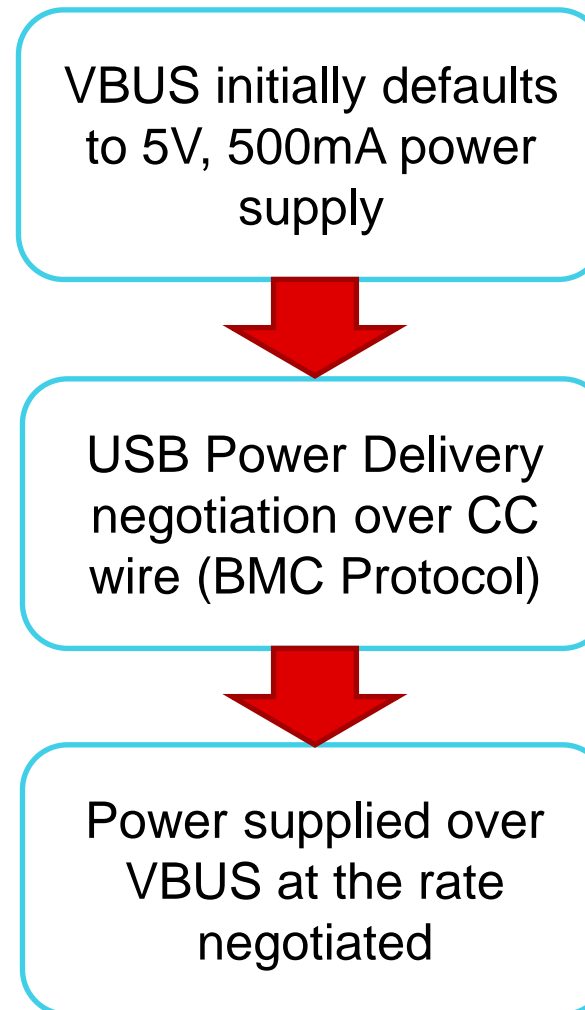 VBUS initially defaults
to 5V, 500mA power
supply
USB Power Delivery
negotiation over CC
wire (BMC Protocol)
Power supplied over
VBUS at the rate
negotiated